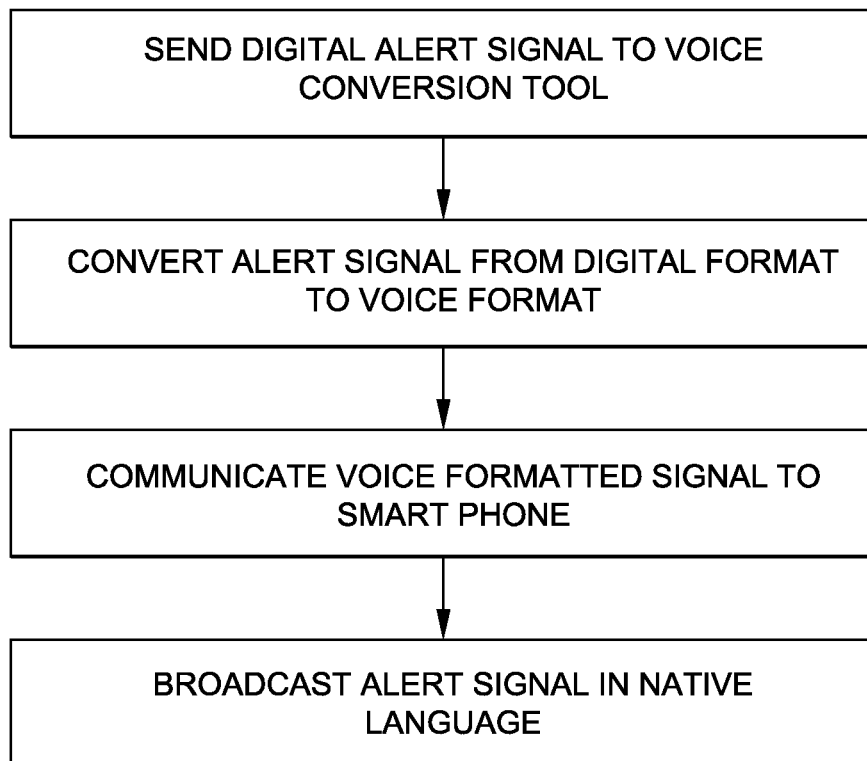 SEND DIGITAL ALERT SIGNAL TO VOICE
CONVERSION TOOL
CONVERT ALERT SIGNAL FROM DIGITAL FORMAT
TO VOICE FORMAT
COMMUNICATE VOICE FORMATTED SIGNAL TO
SMART PHONE
BROADCAST ALERT SIGNAL IN NATIVE
LANGUAGE